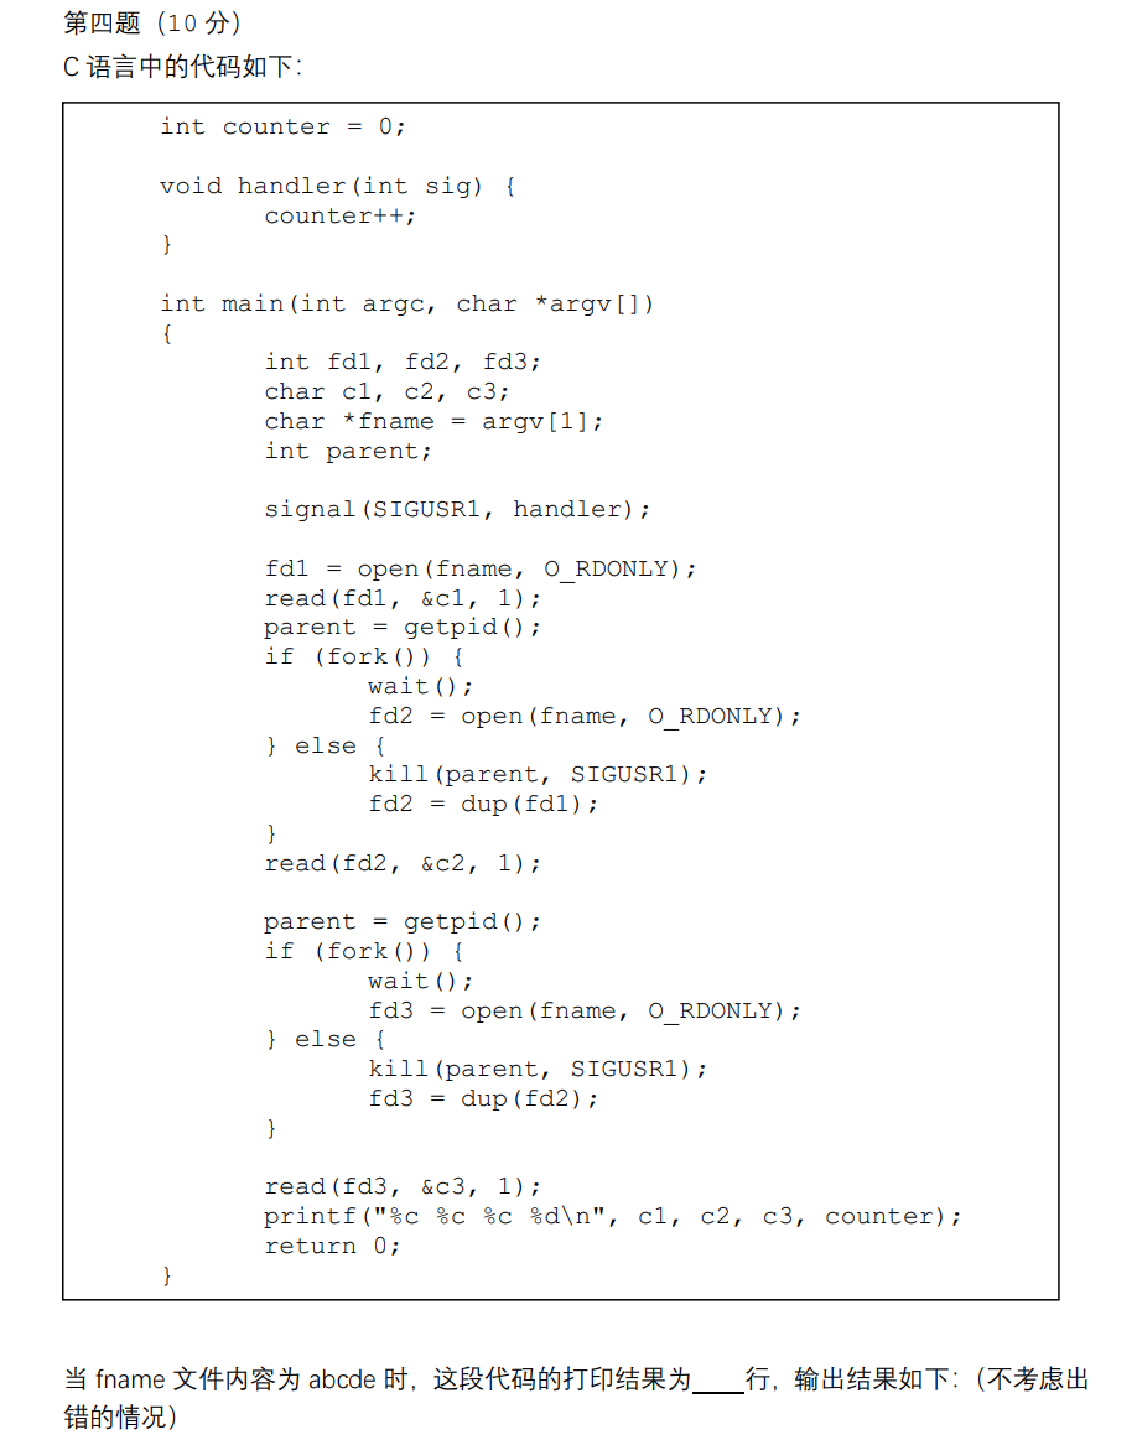 第四题（10 分）
C 语言中的代码如下：
int counter = 0;
void handler(int sig) {
counter++;
}
int main(int argc, char *argv[])
{
int fd1, fd2, fd3;
char c1, c2, c3;
char *fname = argv[1];
int parent;
signal(SIGUSR1, handler);
fd1 = open(fname, O_RDONLY);
read(fd1, &c1, 1);
parent = getpid();
if (fork()) {
wait();
fd2 = open(fname, O_RDONLY);
} else {
kill(parent, SIGUSR1);
fd2 = dup(fd1);
}
read(fd2, &c2, 1);
parent = getpid();
if (fork()) {
wait();
fd3 = open(fname, O_RDONLY);
} else {
kill(parent, SIGUSR1);
fd3 = dup(fd2);
}
read(fd3, &c3, 1);
printf("%c %c %c %d\n", c1, c2, c3, counter);
return 0;
}
当 fname 文件内容为 abcde 时，这段代码的打印结果为____行，输出结果如下：（不考虑出
错的情况）